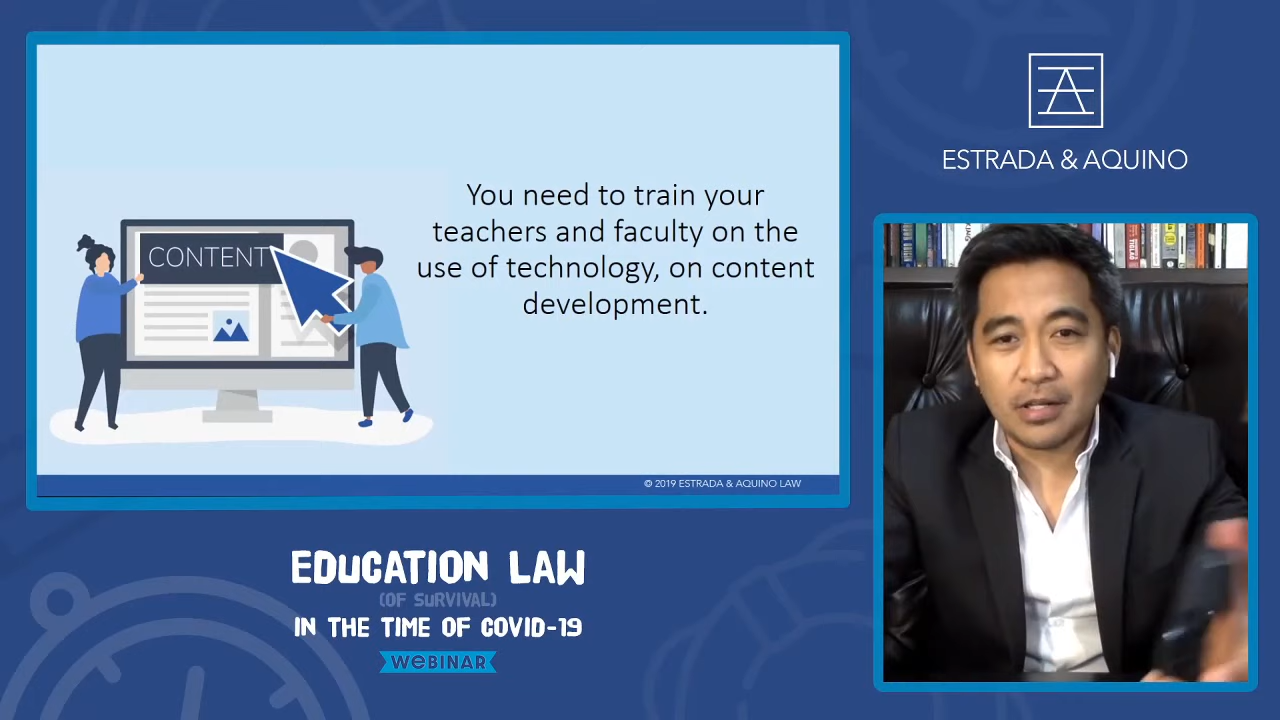 CONTENT
You need to train your
teachers and faculty on the
use of technology, on content
development.
© 2019 ESTRADA & AQUINO LAW
ESTRADA & AQUINO
EDUCATION LAW
(OF SURVIVAL)
IN THE TIME OF COVID-19
WEBINAR